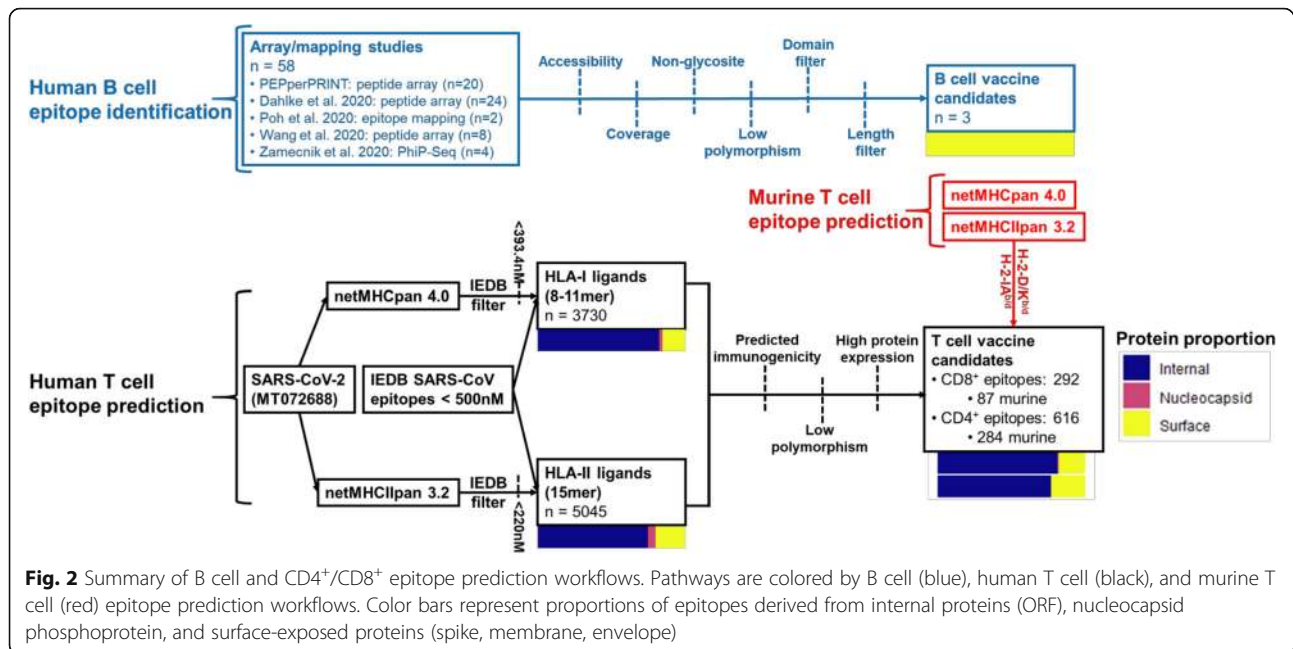 Human B cell
epitope identification
Array/mapping studies
n = 58
• PEPperPRINT: peptide array (n=20)
• Dahlke et al. 2020: peptide array (n=24)
• Poh et al. 2020: epitope mapping (n=2)
• Wang et al. 2020: peptide array (n=8)
• Zamecnik et al. 2020: PhiP-Seq (n=4)
Accessibility
Coverage
Non-glycosite
Low
polymorphism
Domain
filter
Length
filter
B cell vaccine
candidates
n = 3
Murine T cell
epitope prediction
netMHCpan 4.0
netMHCIIpan 3.2
H-2-D/Kb/d
H-2-IAb/d
Human T cell
epitope prediction
SARS-CoV-2
(MT072688)
IEDB SARS-CoV
epitopes < 500nM
netMHCpan 4.0
IEDB
filter
<393.4nM
netMHCIIpan 3.2
IEDB
filter
<220nM
HLA-I ligands
(8-11mer)
n = 3730
HLA-II ligands
(15mer)
n = 5045
Predicted
immunogenicity
Low
polymorphism
High protein
expression
T cell vaccine
candidates
• CD8+ epitopes: 292
• 87 murine
• CD4+ epitopes: 616
• 284 murine
Protein proportion
Internal
Nucleocapsid
Surface
Fig. 2 Summary of B cell and CD4+/CD8+ epitope prediction workflows. Pathways are colored by B cell (blue), human T cell (black), and murine T
cell (red) epitope prediction workflows. Color bars represent proportions of epitopes derived from internal proteins (ORF), nucleocapsid
phosphoprotein, and surface-exposed proteins (spike, membrane, envelope)